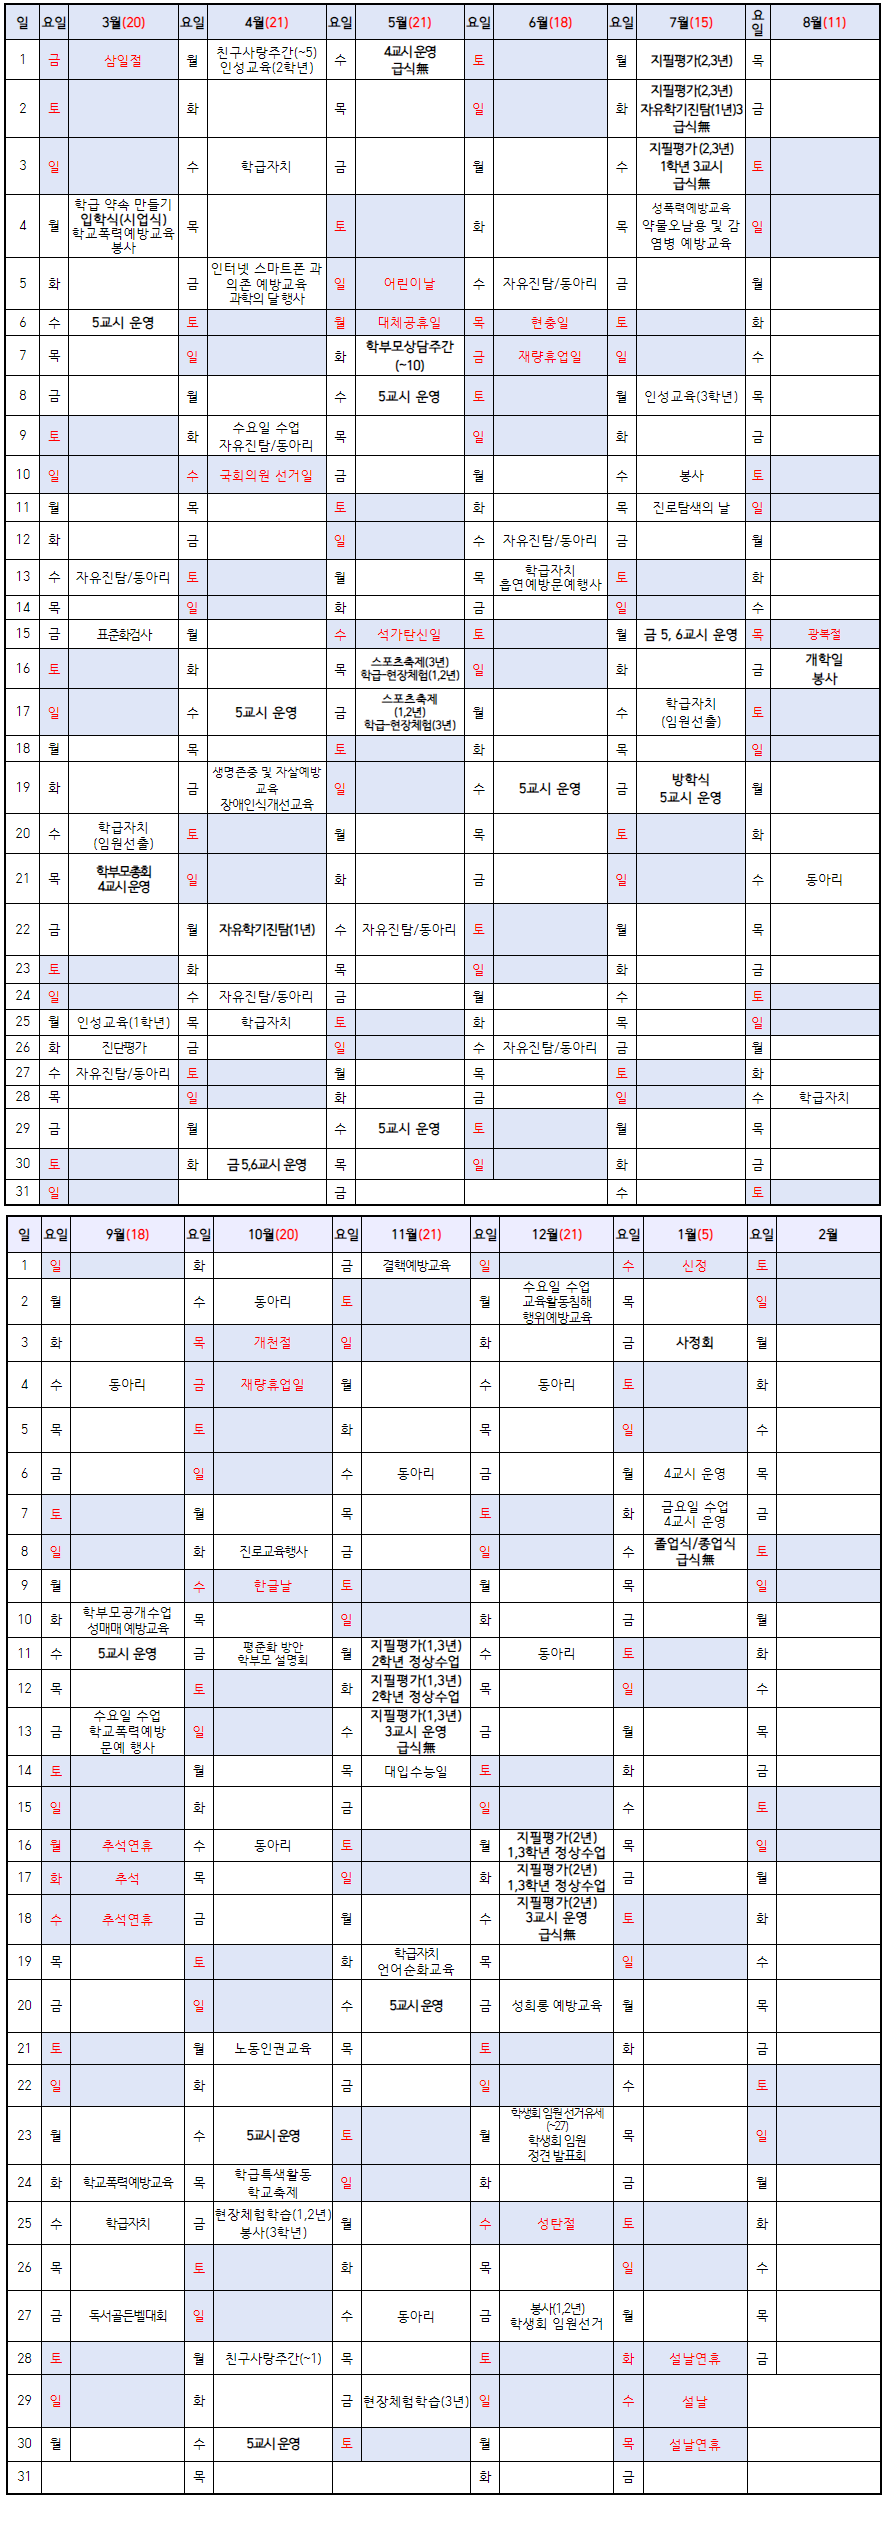 일 요일 3월(20) 요일 4월(21) 요일 5월(21) 요일 6월(18) 요일 7월(15) 요일 8월(11)
1 금 삼일절 월 친구사랑주간(~5) 인성교육(2학년) 수 4교시 운영 급식無 토 월 지필평가(2,3년) 목
2 토 화 목 일 화 지필평가(2,3년) 자유학기진탐(1년)3 급식無 금
3 일 수 학급자치 금 월 수 지필평가 (2,3년) 1학년 3교시 급식無 토
4 월 학급 약속 만들기 입학식(시업식) 학교폭력예방교육 봉사 목 토 화 목 성폭력예방교육 약물오남용 및 감염병 예방교육 일
5 화 금 인터넷 스마트폰 과의존 예방교육 과학의 달 행사 일 어린이날 수 자유진탐/동아리 금 월
6 수 5교시 운영 토 월 대체공휴일 목 현충일 토 화
7 목 일 화 학부모상담주간 (~10) 금 재량휴업일 일 수
8 금 월 수 5교시 운영 토 월 인성교육(3학년) 목
9 토 화 수요일 수업 자유진탐/동아리 목 일 화 금
10 일 수 국회의원 선거일 금 월 수 봉사 토
11 월 목 토 화 목 진로탐색의 날 일
12 화 금 일 수 자유진탐/동아리 금 월
13 수 자유진탐/동아리 토 월 목 학급자치 흡연예방문예행사 토 화
14 목 일 화 금 일 수
15 금 표준화검사 월 수 석가탄신일 토 월 금 5, 6교시 운영 목 광복절
16 토 화 목 스포츠축제(3년) 학급-현장체험(1,2년) 일 화 금 개학일 봉사
17 일 수 5교시 운영 금 스포츠축제 (1,2년) 학급-현장체험(3년) 월 수 학급자치 (임원선출) 토
18 월 목 토 화 목 일
19 화 금 생명존중 및 자살예방교육 장애인식개선교육 일 수 5교시 운영 금 방학식 5교시 운영 월
20 수 학급자치 (임원선출) 토 월 목 토 화
21 목 학부모총회 4교시 운영 일 화 금 일 수 동아리
22 금 월 자유학기진탐(1년) 수 자유진탐/동아리 토 월 목
23 토 화 목 일 화 금
24 일 수 자유진탐/동아리 금 월 수 토
25 월 인성교육(1학년) 목 학급자치 토 화 목 일
26 화 진단평가 금 일 수 자유진탐/동아리 금 월
27 수 자유진탐/동아리 토 월 목 토 화
28 목 일 화 금 일 수 학급자치
29 금 월 수 5교시 운영 토 월 목
30 토 화 금 5,6교시 운영 목 일 화 금
31 일 금 수 토
일 요일 9월(18) 요일 10월(20) 요일 11월(21) 요일 12월(21) 요일 1월(5) 요일 2월
1 일 화 금 결핵예방교육 일 수 신정 토
2 월 수 동아리 토 월 수요일 수업 교육활동침해 행위예방교육 목 일
3 화 목 개천절 일 화 금 사정회 월
4 수 동아리 금 재량휴업일 월 수 동아리 토 화
5 목 토 화 목 일 수
6 금 일 수 동아리 금 월 4교시 운영 목
7 토 월 목 토 화 금요일 수업 4교시 운영 금
8 일 화 진로교육행사 금 일 수 졸업식/종업식 급식無 토
9 월 수 한글날 토 월 목 일
10 화 학부모공개수업 성매매 예방교육 목 일 화 금 월
11 수 5교시 운영 금 평준화 방안 학부모 설명회 월 지필평가(1,3년) 2학년 정상수업 수 동아리 토 화
12 목 토 화 지필평가(1,3년) 2학년 정상수업 목 일 수
13 금 수요일 수업 학교폭력예방 문예 행사 일 수 지필평가(1,3년) 3교시 운영 급식無 금 월 목
14 토 월 목 대입수능일 토 화 금
15 일 화 금 일 수 토
16 월 추석연휴 수 동아리 토 월 지필평가(2년) 1,3학년 정상수업 목 일
17 화 추석 목 일 화 지필평가(2년) 1,3학년 정상수업 금 월
18 수 추석연휴 금 월 수 지필평가(2년) 3교시 운영 급식無 토 화
19 목 토 화 학급자치 언어순화교육 목 일 수
20 금 일 수 5교시 운영 금 성희롱 예방교육 월 목
21 토 월 노동인권교육 목 토 화 금
22 일 화 금 일 수 토
23 월 수 5교시 운영 토 월 학생회 임원 선거유세 (~27) 학생회 임원 정견 발표회 목 일
24 화 학교폭력예방교육 목 학급특색활동 학교축제 일 화 금 월
25 수 학급자치 금 현장체험학습(1,2년) 봉사(3학년) 월 수 성탄절 토 화
26 목 토 화 목 일 수
27 금 독서골든벨대회 일 수 동아리 금 봉사(1,2년) 학생회 임원선거 월 목
28 토 월 친구사랑주간(~1) 목 토 화 설날연휴 금
29 일 화 금 현장체험학습(3년) 일 수 설날
30 월 수 5교시 운영 토 월 목 설날연휴
31 목 화 금